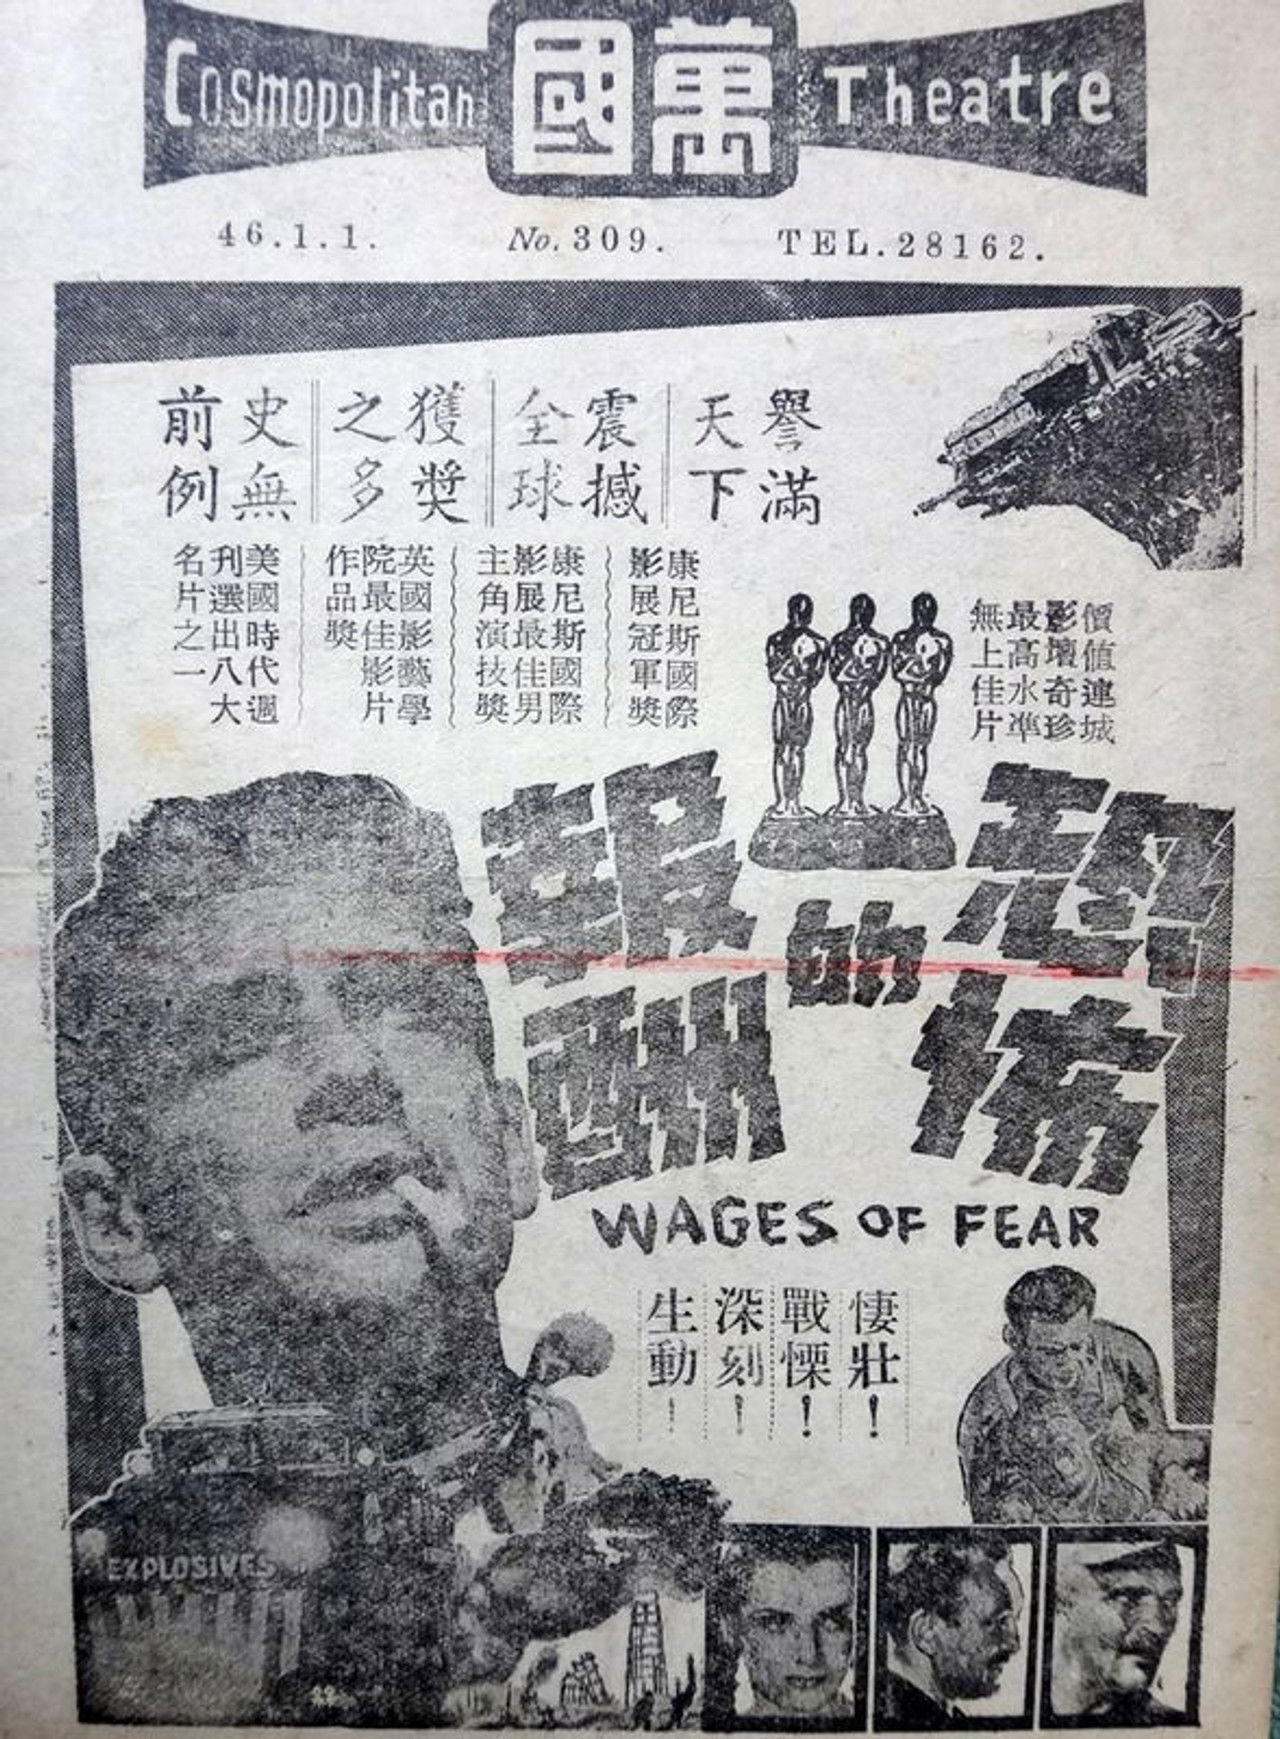 Cosmopolitan 萬國 Theatre
46.1.1. No. 309. TEL. 28162.
譽滿
天下
震撼
全球
獲獎
之多
史無
前例
價值連城
影壇奇珍
最高水準
無上佳片
康尼斯國際
影展冠軍獎
康尼斯國際
影展最佳男
主角演技獎
英國影藝學
院最佳影片
作品獎
美國時代週
刊選出八大
名片之一
恐怖
的
報酬
WAGES OF FEAR
悽壯!
戰慄!
深刻!
生動!
EXPLOSIVES